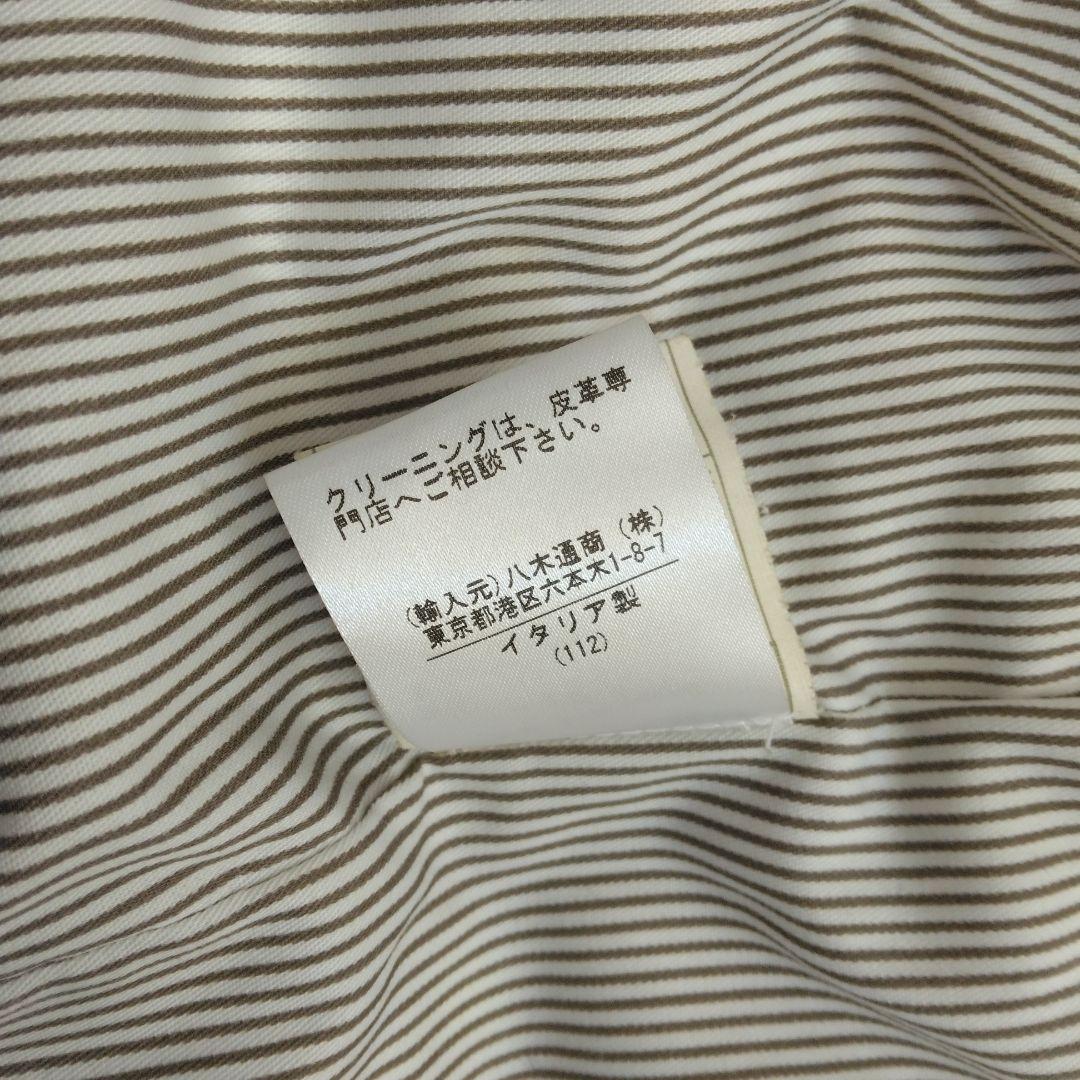 クリーニングは、皮革専
門店へご相談下さい。
(輸入元)八木通商(株)
東京都港区六本木1-8-7
イタリア製
(112)